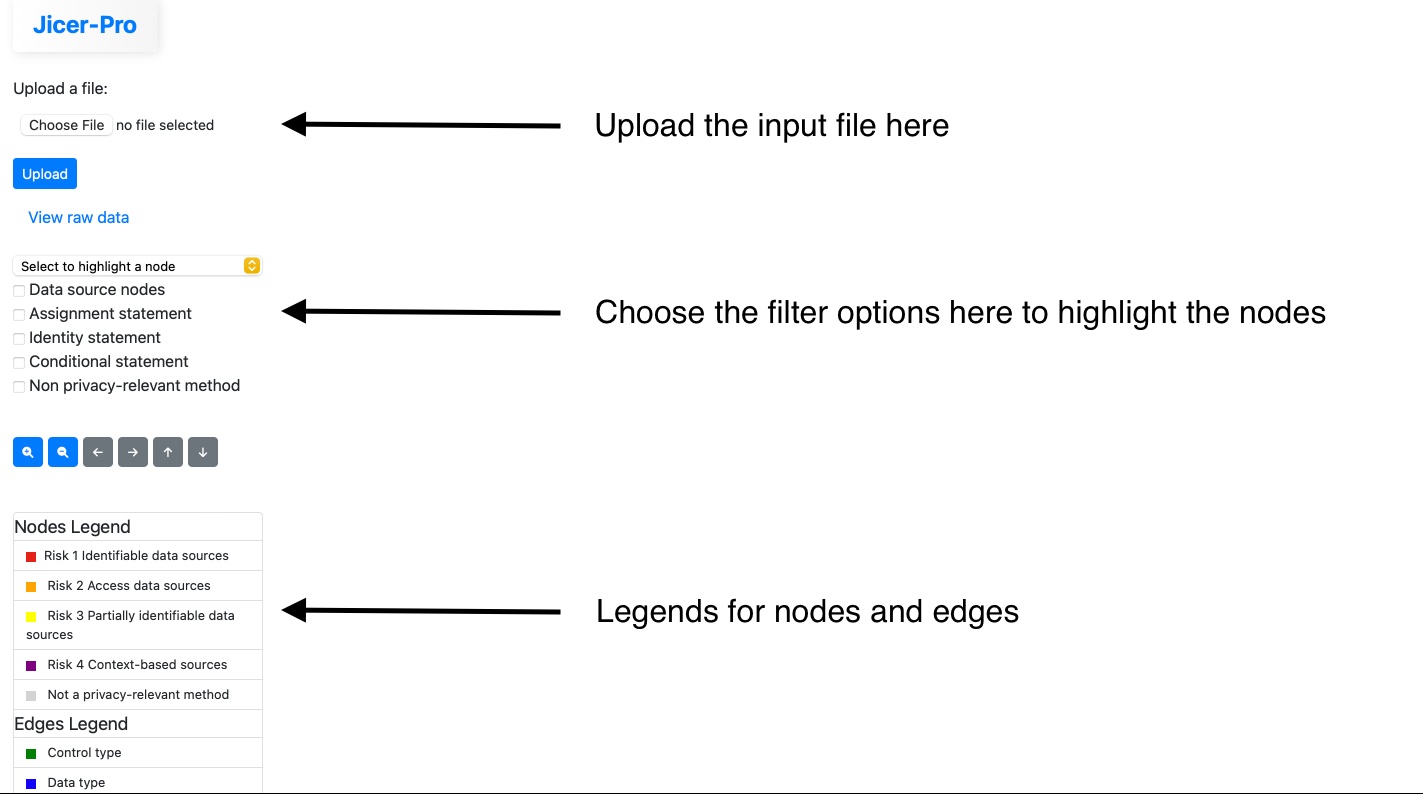 Jicer-Pro
Upload a file:
Choose File no file selected
Upload the input file here
Upload
View raw data
Select to highlight a node
Data source nodes
Assignment statement
Choose the filter options here to highlight the nodes
Identity statement
Conditional statement
Non privacy-relevant method
Nodes Legend
Risk 1 Identifiable data sources
Risk 2 Access data sources
Risk 3 Partially identifiable data
sources
Legends for nodes and edges
Risk 4 Context-based sources
Not a privacy-relevant method
Edges Legend
Control type
Data type